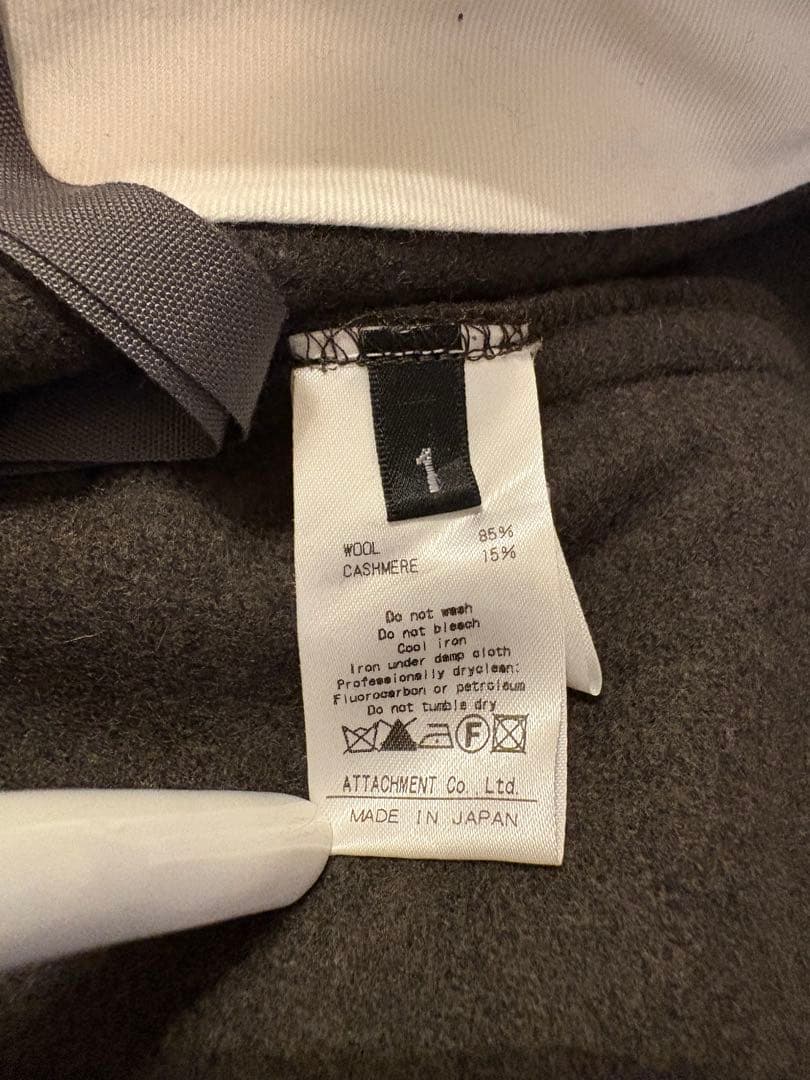 1
WOOL 85%
CASHMERE 15%
Do not wash
Do not bleach
Cool iron
Iron under damp cloth
Professionally dryclean:
Fluorocarbon or petroleum
Do not tumble dry
F
ATTACHMENT Co., Ltd.
MADE IN JAPAN